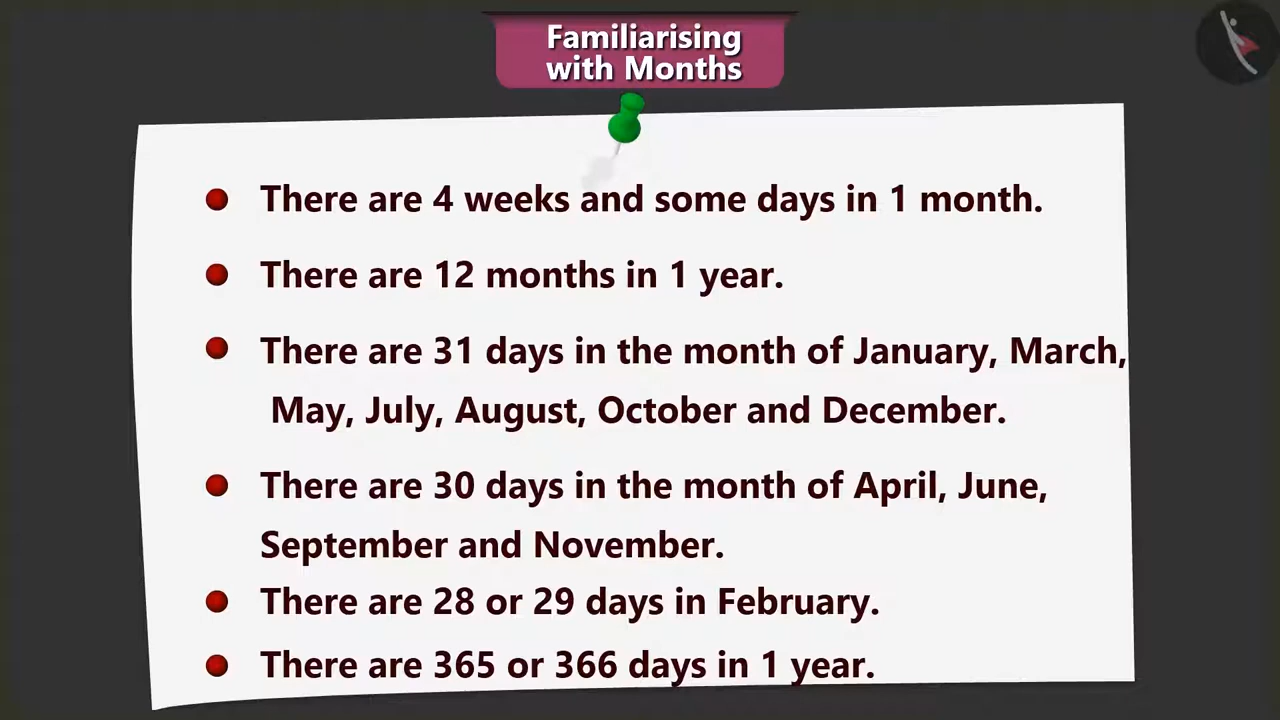 Familiarising
with Months
There are 4 weeks and some days in 1 month.
There are 12 months in 1 year.
There are 31 days in the month of January, March,
May, July, August, October and December.
There are 30 days in the month of April, June,
September and November.
There are 28 or 29 days in February.
There are 365 or 366 days in 1 year.